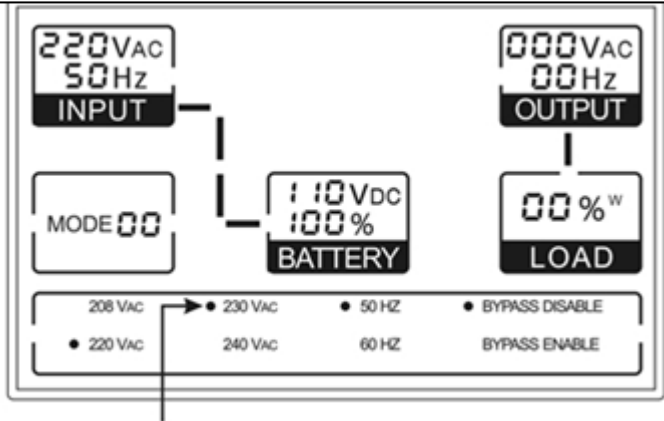 220VAC
50Hz
INPUT
000VAC
00Hz
OUTPUT
MODE 00
110VDC
100%
BATTERY
00%W
LOAD
208 VAC
230 VAC
50 HZ
BYPASS DISABLE
220 VAC
240 VAC
60 HZ
BYPASS ENABLE